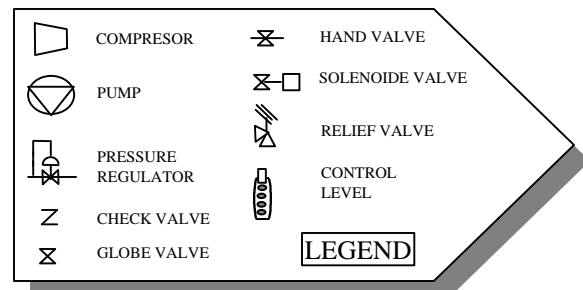 COMPRESOR
PUMP
PRESSURE
REGULATOR
CHECK VALVE
GLOBE VALVE
HAND VALVE
SOLENOIDE VALVE
RELIEF VALVE
CONTROL
LEVEL
LEGEND